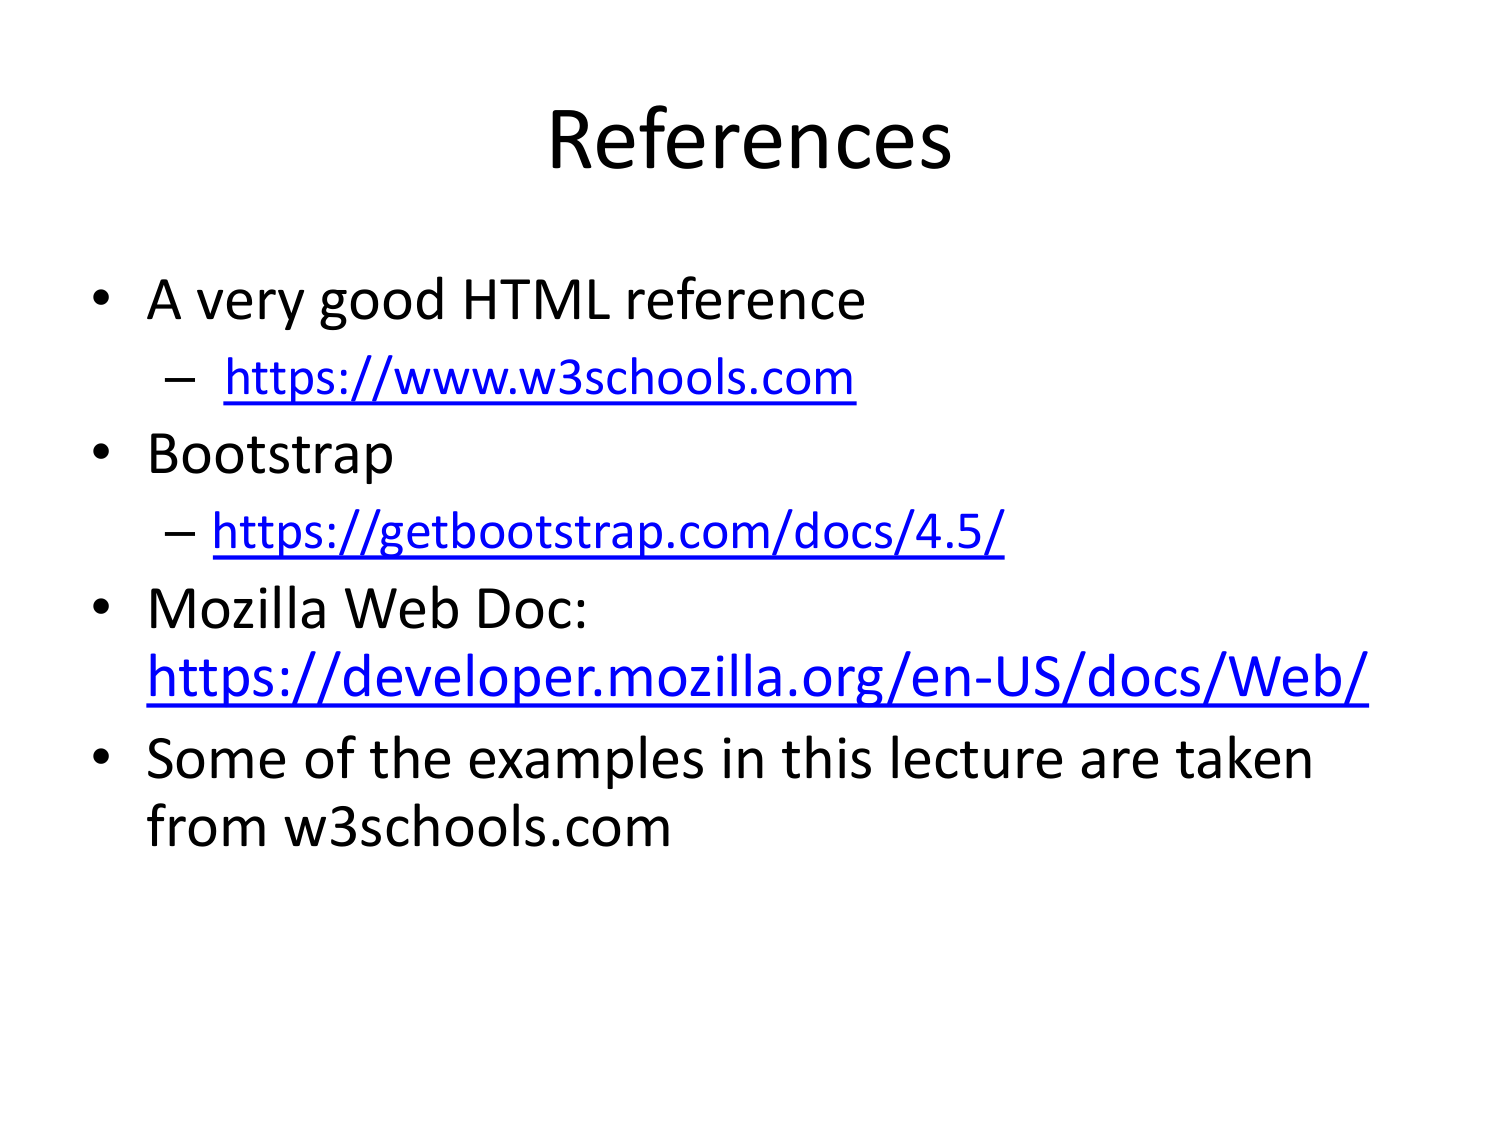 References
• A very good HTML reference
– https://www.w3schools.com
• Bootstrap
– https://getbootstrap.com/docs/4.5/
• Mozilla Web Doc:
https://developer.mozilla.org/en-US/docs/Web/
• Some of the examples in this lecture are taken
from w3schools.com